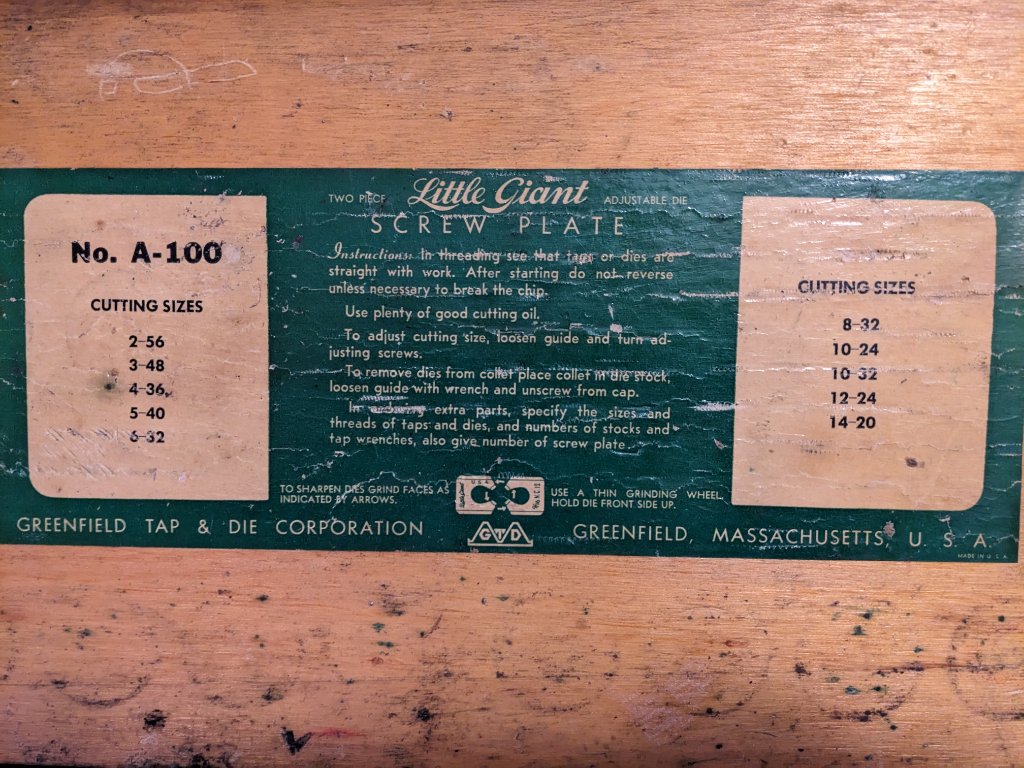 No. A-100
CUTTING SIZES
2-56
3-48
4-36
5-40
6-32
TWO PIECE Little Giant ADJUSTABLE DIE
SCREW PLATE
Instructions: In threading see that taps or dies are
straight with work. After starting do not reverse
unless necessary to break the chip.
Use plenty of good cutting oil.
To adjust cutting size, loosen guide and turn ad-
justing screws.
To remove dies from collet place collet in die stock,
loosen guide with wrench and unscrew from cap.
In ordering extra parts, specify the sizes and
threads of taps and dies, and numbers of stocks and
tap wrenches, also give number of screw plate.
CUTTING SIZES
8-32
10-24
10-32
12-24
14-20
TO SHARPEN DIES GRIND FACES AS
INDICATED BY ARROWS.
USA
USE A THIN GRINDING WHEEL.
HOLD DIE FRONT SIDE UP.
GREENFIELD TAP & DIE CORPORATION
GTD
GREENFIELD, MASSACHUSETTS, U. S. A.
MADE IN U.S.A.